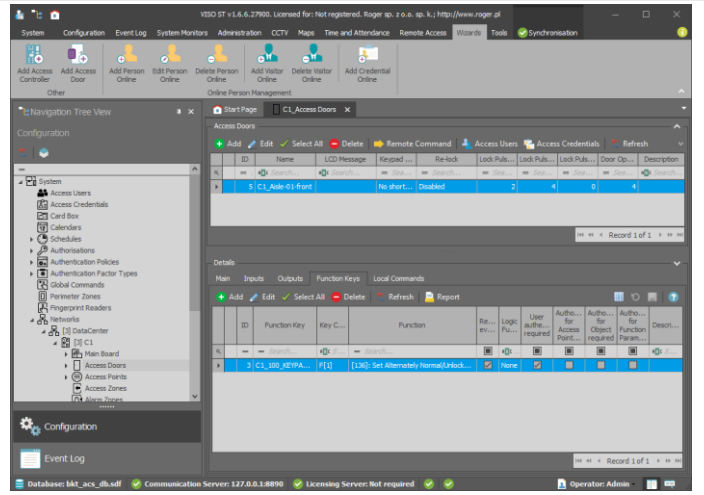 VISO ST v1.6.6.27900. Licensed for: Not registered. Roger sp. z o.o. sp. k.; http://www.roger.pl
System Configuration Event Log System Monitors Administration CCTV Maps Time and Attendance Remote Access Wizards Tools Synchronisation
Add Access Controller Add Access Door Add Person Online Edit Person Online Delete Person Online Add Visitor Online Delete Visitor Online Add Credential Online
Other Online Person Management
Navigation Tree View
Start Page C1_Access Doors
Configuration
Access Doors
Add Edit Select All Delete Remote Command Access Users Access Credentials Refresh
ID Name LCD Message Keypad ... Re-lock Lock Puls... Lock Puls... Lock Puls... Door Op... Description
Search... Search... Sea... Search... Sea... Sea... Sea... Sea... Search...
5 C1_Aisle-01-front No short... Disabled 2 4 0 4
Record 1 of 1
System
Access Users
Access Credentials
Card Box
Calendars
Schedules
Authorisations
Authentication Policies
Authentication Factor Types
Global Commands
Perimeter Zones
Fingerprint Readers
Networks
[3] DataCenter
[3] C1
Main Board
Access Doors
Access Points
Access Zones
Alarm Zones
Configuration
Event Log
Details
Main Inputs Outputs Function Keys Local Commands
Add Edit Select All Delete Refresh Report
ID Function Key Key C... Function Re... ev... Logic Fu... User authe... required Autho... for Access Point... Autho... for Object required Autho... for Function Param... Descri...
Search... Search...
3 C1_100_KEYPA... F[1] [136]: Set Alternately Normal/Unlock... None
Record 1 of 1
Database: bkt_acs_db.sdf Communication Server: 127.0.0.1:8890 Licensing Server: Not required Operator: Admin